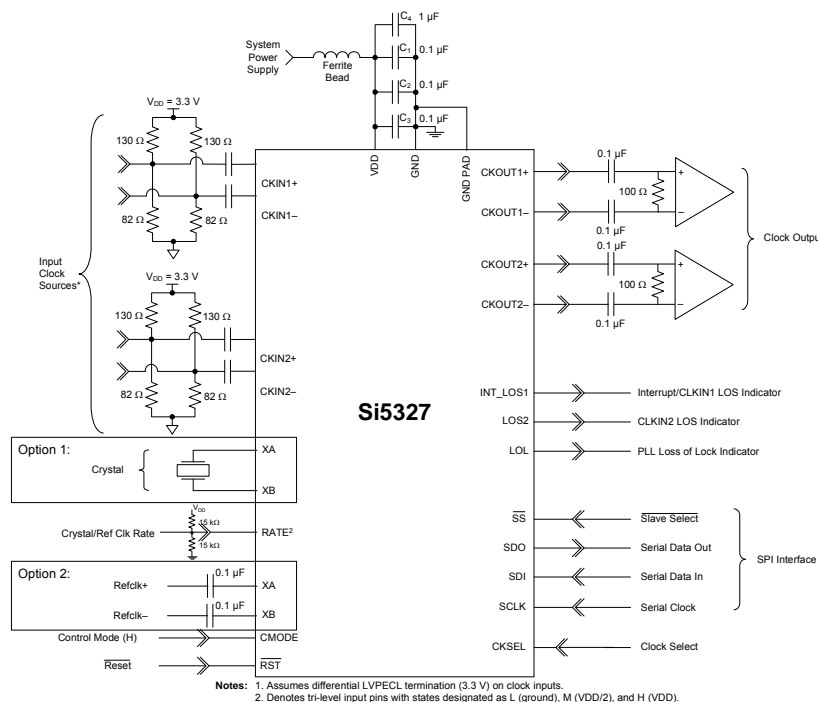 C4 1 µF
System
Power
Supply
Ferrite
Bead
C1 0.1 µF
C2 0.1 µF
C3 0.1 µF
VDD = 3.3 V
130 Ω
130 Ω
82 Ω
82 Ω
CKIN1+
CKIN1–
VDD
GND
GND PAD
CKOUT1+
0.1 µF
100 Ω
+
–
CKOUT1–
0.1 µF
0.1 µF
CKOUT2+
100 Ω
+
–
CKOUT2–
0.1 µF
Clock Outputs
Input
Clock
Sources*
VDD = 3.3 V
130 Ω
130 Ω
82 Ω
82 Ω
CKIN2+
CKIN2–
Si5327
INT_LOS1
Interrupt/CLKIN1 LOS Indicator
LOS2
CLKIN2 LOS Indicator
LOL
PLL Loss of Lock Indicator
Option 1:
Crystal
XA
XB
VDD
15 kΩ
15 kΩ
Crystal/Ref Clk Rate
RATE2
Option 2:
Refclk+
0.1 µF
XA
Refclk–
0.1 µF
XB
Control Mode (H)
CMODE
Reset
RST
SS
Slave Select
SDO
Serial Data Out
SDI
Serial Data In
SCLK
Serial Clock
SPI Interface
CKSEL
Clock Select
Notes: 1. Assumes differential LVPECL termination (3.3 V) on clock inputs.
2. Denotes tri-level input pins with states designated as L (ground), M (VDD/2), and H (VDD).